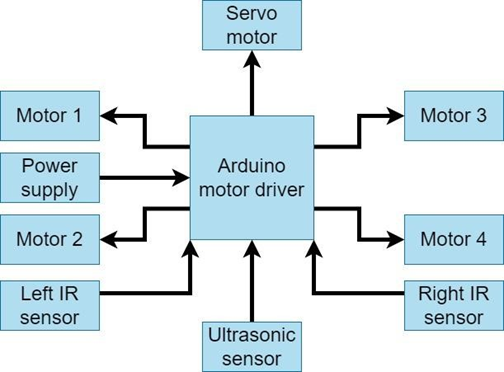 Servo
motor
Motor 1
Motor 3
Power
supply
Arduino
motor driver
Motor 2
Motor 4
Left IR
sensor
Ultrasonic
sensor
Right IR
sensor